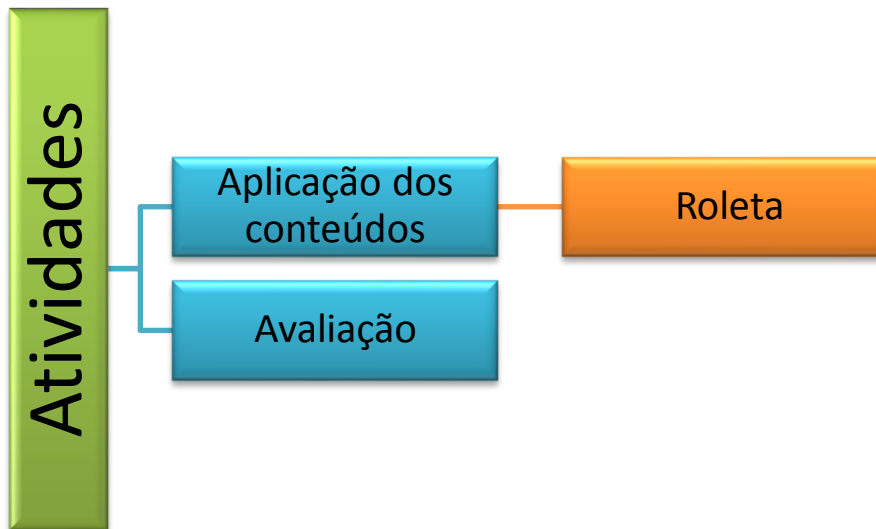 Atividades
Aplicação dos
conteúdos
Roleta
Avaliação